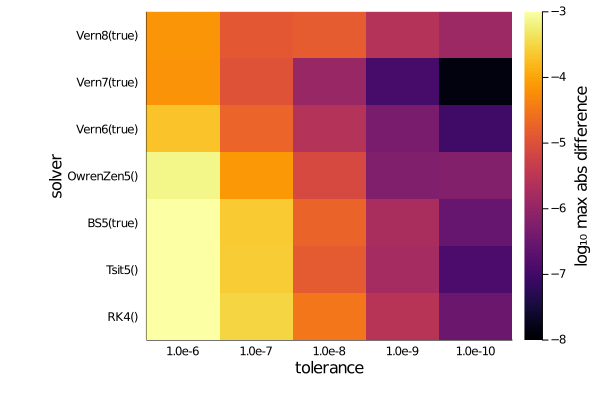 Vern8(true)
Vern7(true)
Vern6(true)
OwrenZen5()
BS5(true)
Tsit5()
RK4()
solver
1.0e-6
1.0e-7
1.0e-8
1.0e-9
1.0e-10
tolerance
−3
−4
−5
−6
−7
−8
log₁₀ max abs difference